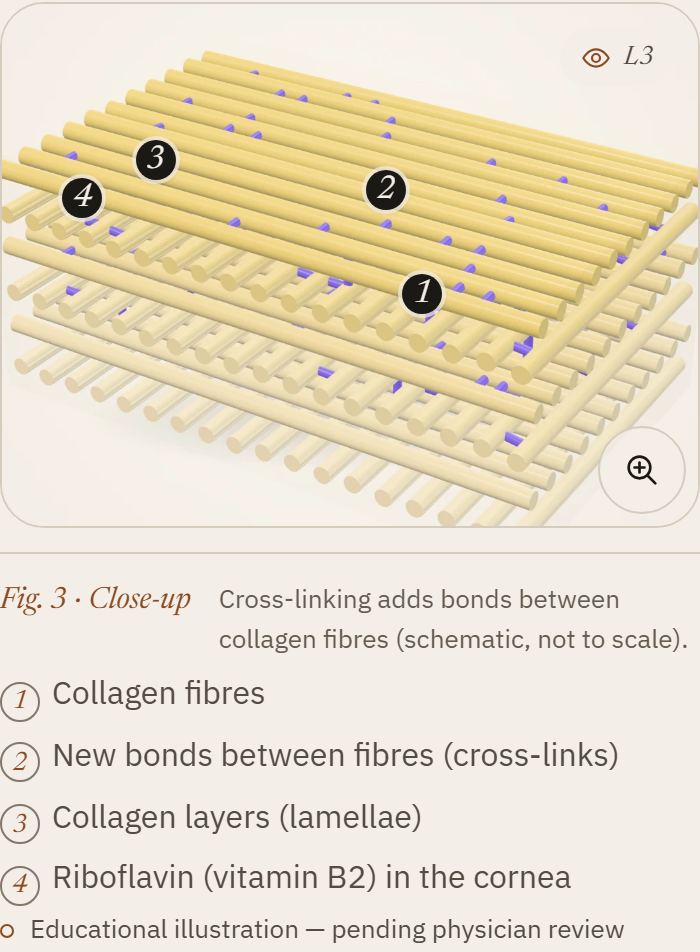 L3
3
2
4
1
Fig. 3 · Close-up
Cross-linking adds bonds between
collagen fibres (schematic, not to scale).
1 Collagen fibres
2 New bonds between fibres (cross-links)
3 Collagen layers (lamellae)
4 Riboflavin (vitamin B2) in the cornea
Educational illustration — pending physician review